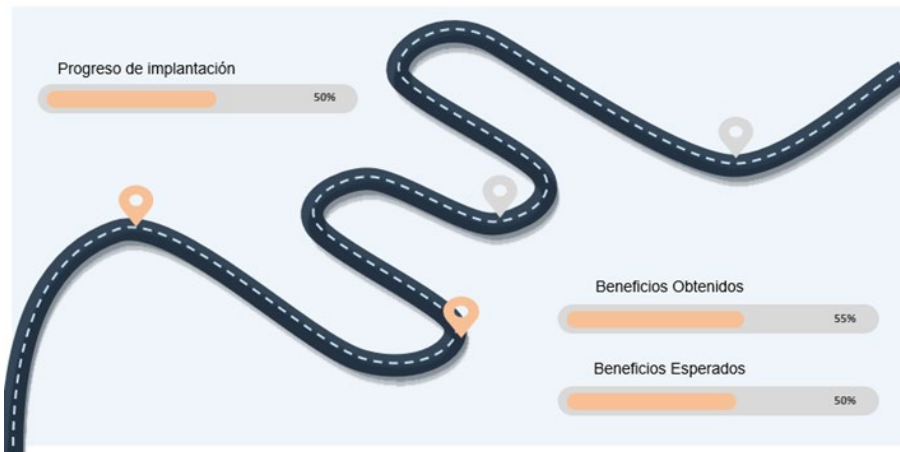 Progreso de implantación
50%
Beneficios Obtenidos
55%
Beneficios Esperados
50%